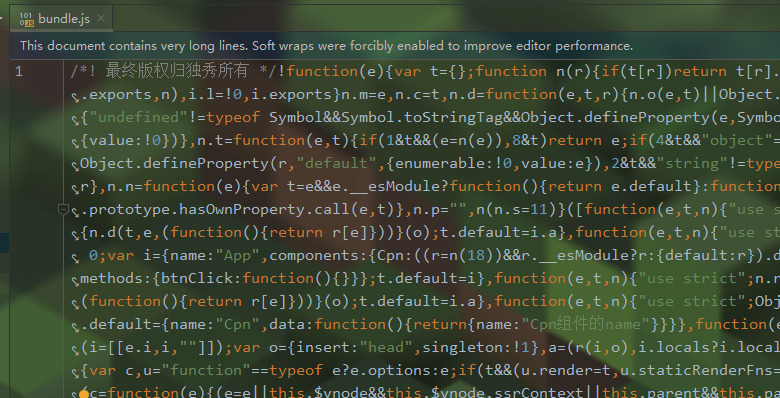 bundle.js
This document contains very long lines. Soft wraps were forcibly enabled to improve editor performance.
1 /*! 最终版权归独秀所有 */!function(e){var t={};function n(r){if(t[r])return t[r].
.exports,n),i.l=!0,i.exports}n.m=e,n.c=t,n.d=function(e,t,r){n.o(e,t)||Object.
{"undefined"!=typeof Symbol&&Symbol.toStringTag&&Object.defineProperty(e,Symbo
{value:!0})},n.t=function(e,t){if(1&t&&(e=n(e)),8&t)return e;if(4&t&&"object"=
Object.defineProperty(r,"default",{enumerable:!0,value:e}),2&t&&"string"!=type
r},n.n=function(e){var t=e&&e.__esModule?function(){return e.default}:function
.prototype.hasOwnProperty.call(e,t)},n.p="",n(n.s=11)}([function(e,t,n){"use s
{n.d(t,e,(function(){return r[e]}))}(o);t.default=i.a},function(e,t,n){"use st
0;var i={name:"App",components:{Cpn:((r=n(18))&&r.__esModule?r:{default:r}).d
methods:{btnClick:function(){}}};t.default=i},function(e,t,n){"use strict";n.r
(function(){return r[e]}))}(o);t.default=i.a},function(e,t,n){"use strict";Obj
.default={name:"Cpn",data:function(){return{name:"Cpn组件的name"}}}},function(e
(i=[[e.i,i,""]]);var o={insert:"head",singleton:!1},a=(r(i,o),i.locals?i.local
{var c,u="function"==typeof e?e.options:e;if(t&&(u.render=t,u.staticRenderFns=
(c=function(e){(e=e||this.$vnode&&this.$vnode.ssrContext||this.parent&&this.pa